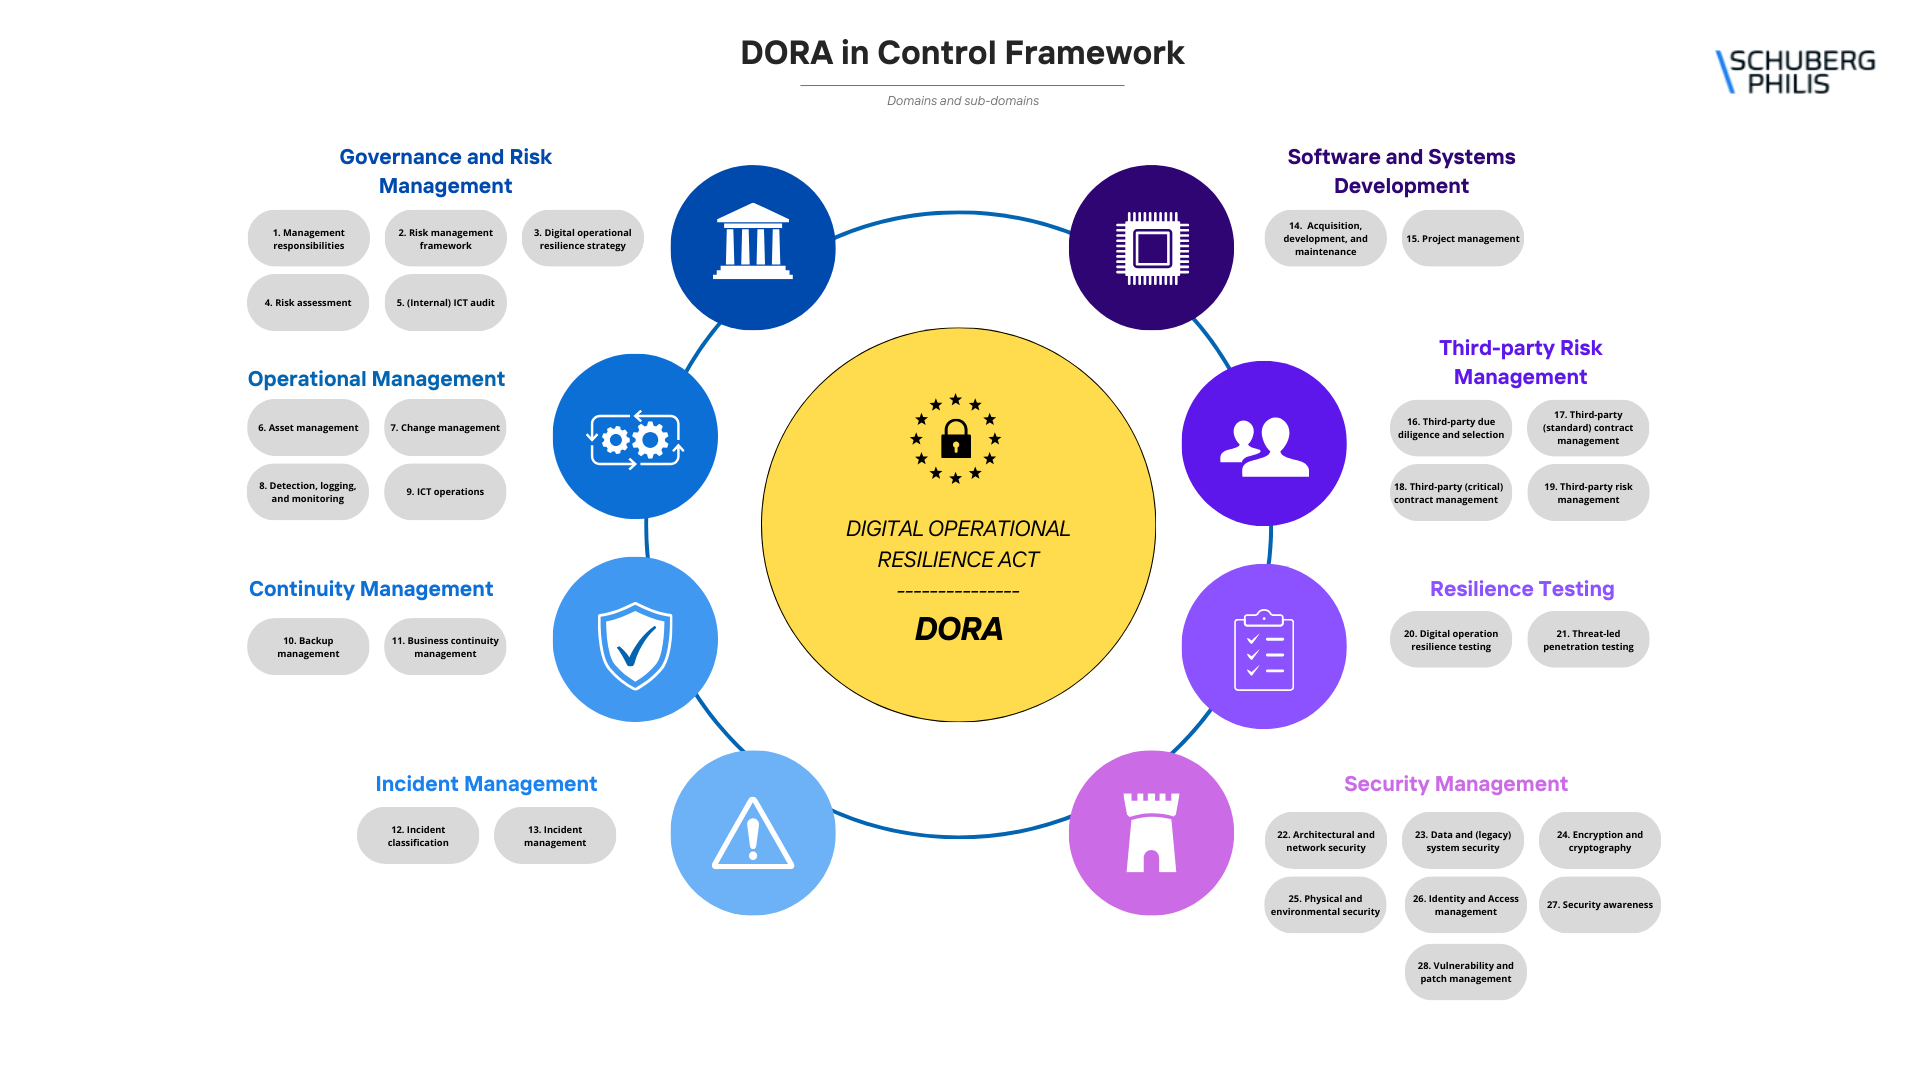 DORA in Control Framework
Domains and sub-domains
SCHUBERG
PHILIS
Governance and Risk
Management
1. Management
responsibilities
2. Risk management
framework
3. Digital operational
resilience strategy
4. Risk assessment
5. (Internal) ICT audit
Operational Management
6. Asset management
7. Change management
8. Detection, logging,
and monitoring
9. ICT operations
Continuity Management
10. Backup
management
11. Business continuity
management
Incident Management
12. Incident
classification
13. Incident
management
DIGITAL OPERATIONAL
RESILIENCE ACT
---------------
DORA
Software and Systems
Development
14. Acquisition,
development, and
maintenance
15. Project management
Third-party Risk
Management
16. Third-party due
diligence and selection
17. Third-party
(standard) contract
management
18. Third-party (critical)
contract management
19. Third-party risk
management
Resilience Testing
20. Digital operation
resilience testing
21. Threat-led
penetration testing
Security Management
22. Architectural and
network security
23. Data and (legacy)
system security
24. Encryption and
cryptography
25. Physical and
environmental security
26. Identity and Access
management
27. Security awareness
28. Vulnerability and
patch management